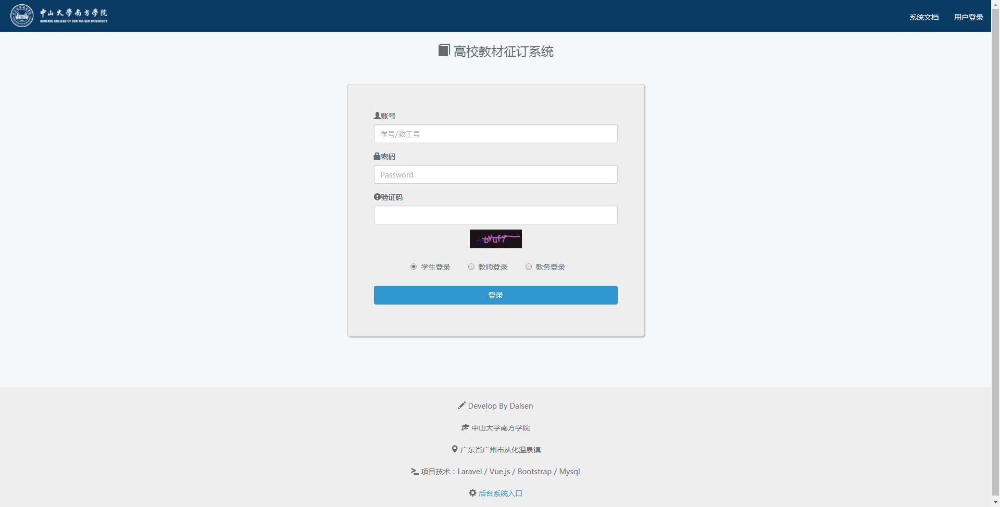 中山大學南方學院
NANFANG COLLEGE OF SUN YAT-SEN UNIVERSITY
系统文档 用户登录
高校教材征订系统
账号
学号/教工号
密码
Password
验证码
学生登录 教师登录 教务登录
登录
Develop By Dalsen
中山大学南方学院
广东省广州市从化温泉镇
项目技术：Laravel / Vue.js / Bootstrap / Mysql
后台系统入口